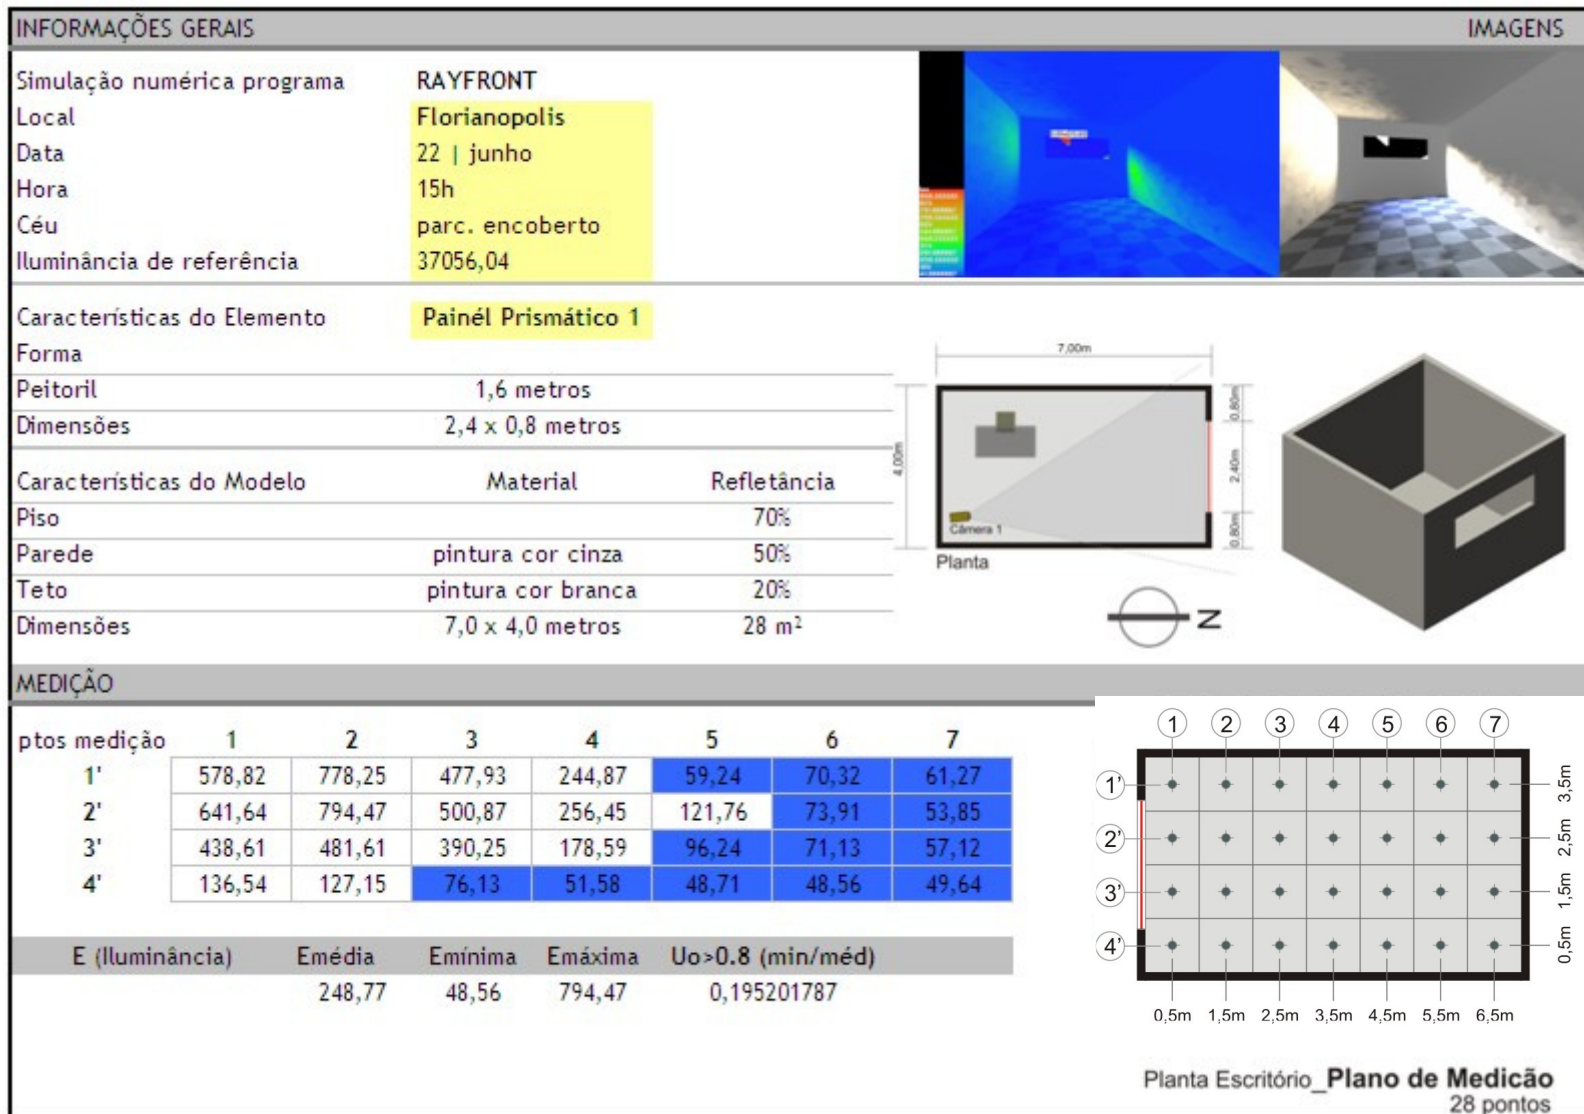 INFORMAÇÕES GERAIS IMAGENS
Simulação numérica programa RAYFRONT
Local Florianopolis
Data 22 | junho
Hora 15h
Céu parc. encoberto
Iluminância de referência 37056,04
Características do Elemento Painél Prismático 1
Forma
Peitoril 1,6 metros
Dimensões 2,4 x 0,8 metros
Características do Modelo Material Refletância
Piso 70%
Parede pintura cor cinza 50%
Teto pintura cor branca 20%
Dimensões 7,0 x 4,0 metros 28 m²
7,00m
4,00m
0,80m
2,40m
0,80m
Câmera 1
Planta
N
MEDIÇÃO
ptos medição 1 2 3 4 5 6 7
1' 578,82 778,25 477,93 244,87 59,24 70,32 61,27
2' 641,64 794,47 500,87 256,45 121,76 73,91 53,85
3' 438,61 481,61 390,25 178,59 96,24 71,13 57,12
4' 136,54 127,15 76,13 51,58 48,71 48,56 49,64
E (Iluminância) Emédia Emínima Emáxima Uo>0.8 (min/méd)
248,77 48,56 794,47 0,195201787
1 2 3 4 5 6 7
1' 3,5m
2' 2,5m
3' 1,5m
4' 0,5m
0,5m 1,5m 2,5m 3,5m 4,5m 5,5m 6,5m
Planta Escritório_Plano de Medicão
28 pontos